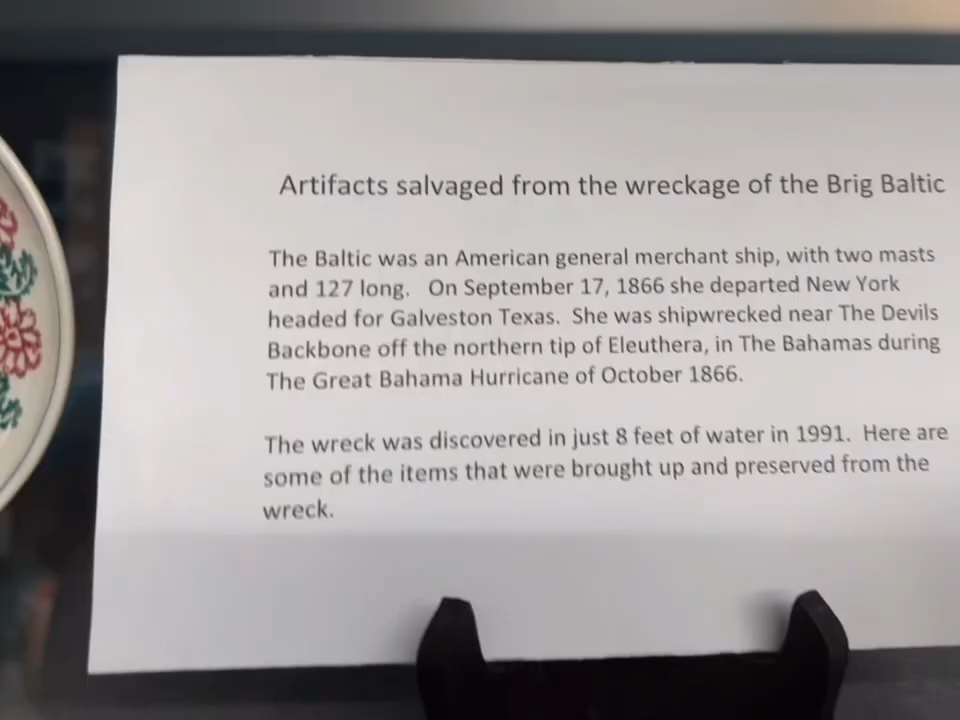 Artifacts salvaged from the wreckage of the Brig Baltic
The Baltic was an American general merchant ship, with two masts
and 127 long. On September 17, 1866 she departed New York
headed for Galveston Texas. She was shipwrecked near The Devils
Backbone off the northern tip of Eleuthera, in The Bahamas during
The Great Bahama Hurricane of October 1866.
The wreck was discovered in just 8 feet of water in 1991. Here are
some of the items that were brought up and preserved from the
wreck.